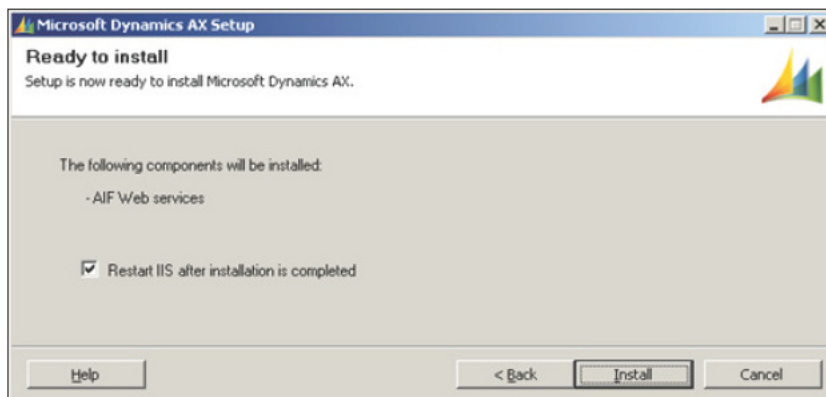 Microsoft Dynamics AX Setup
Ready to install
Setup is now ready to install Microsoft Dynamics AX.
The following components will be installed:
- AIF Web services
Restart IIS after installation is completed
Help
< Back
Install
Cancel